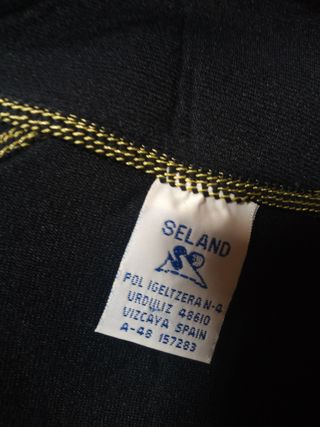 SELAND
POL IGELTZERA N-4
URDULIZ 48610
VIZCAYA SPAIN
A-48 157283